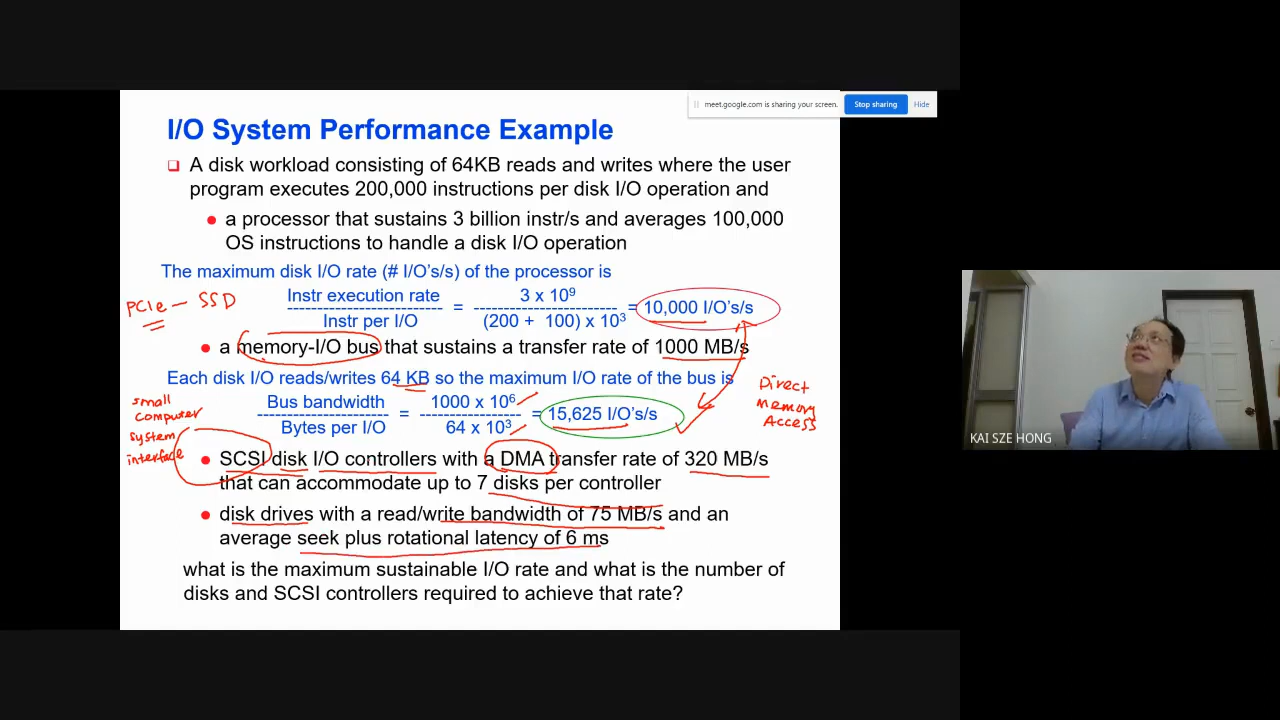 meet.google.com is sharing your screen.
Stop sharing
Hide
I/O System Performance Example
A disk workload consisting of 64KB reads and writes where the user
program executes 200,000 instructions per disk I/O operation and
a processor that sustains 3 billion instr/s and averages 100,000
OS instructions to handle a disk I/O operation
The maximum disk I/O rate (# I/O's/s) of the processor is
PCIe — SSD
Instr execution rate
Instr per I/O
=
3 x 10⁹
(200 + 100) x 10³
= 10,000 I/O's/s
a memory-I/O bus that sustains a transfer rate of 1000 MB/s
Each disk I/O reads/writes 64 KB so the maximum I/O rate of the bus is
Bus bandwidth
Bytes per I/O
=
1000 x 10⁶
64 x 10³
= 15,625 I/O's/s
Direct
Memory
Access
small
computer
system
interface
SCSI disk I/O controllers with a DMA transfer rate of 320 MB/s
that can accommodate up to 7 disks per controller
disk drives with a read/write bandwidth of 75 MB/s and an
average seek plus rotational latency of 6 ms
what is the maximum sustainable I/O rate and what is the number of
disks and SCSI controllers required to achieve that rate?
KAI SZE HONG